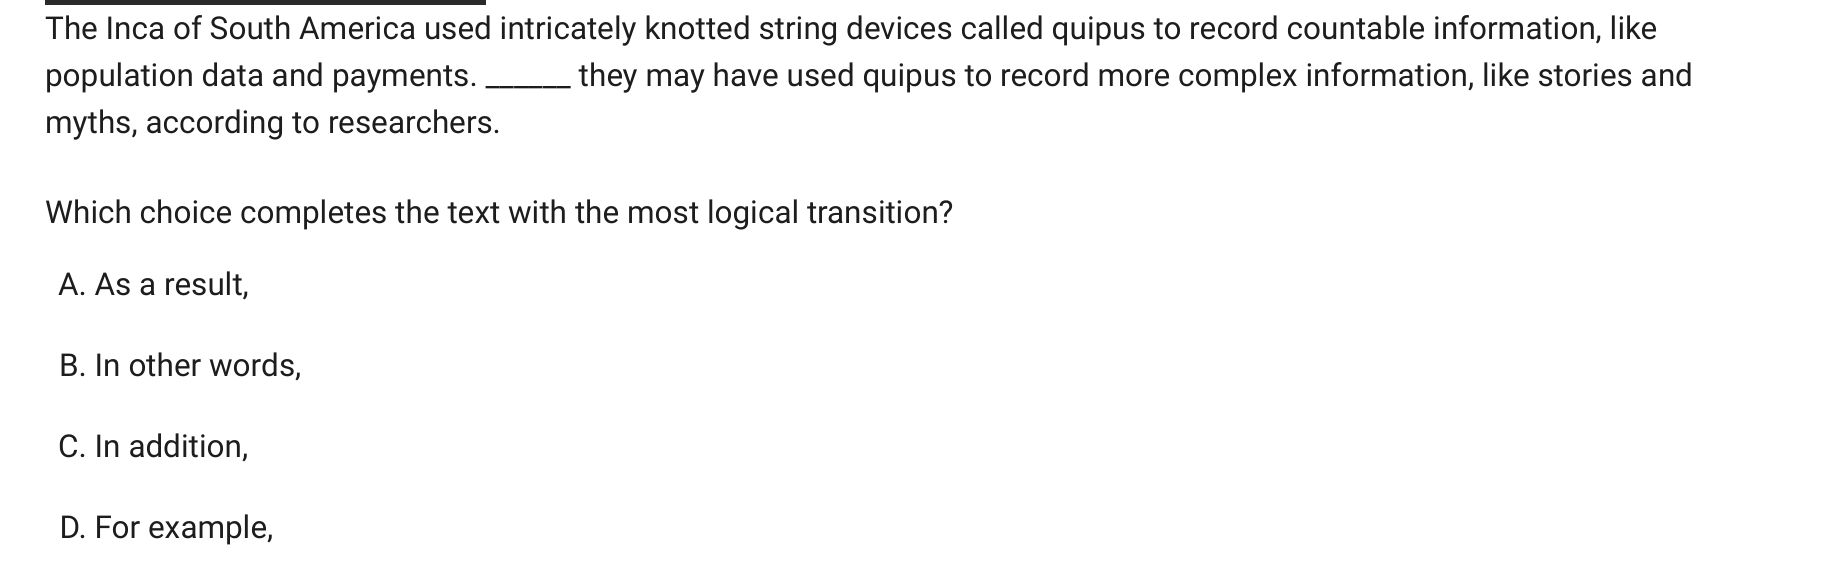 The Inca of South America used intricately knotted string devices called quipus to record countable information, like
population data and payments. ______ they may have used quipus to record more complex information, like stories and
myths, according to researchers.
Which choice completes the text with the most logical transition?
A. As a result,
B. In other words,
C. In addition,
D. For example,